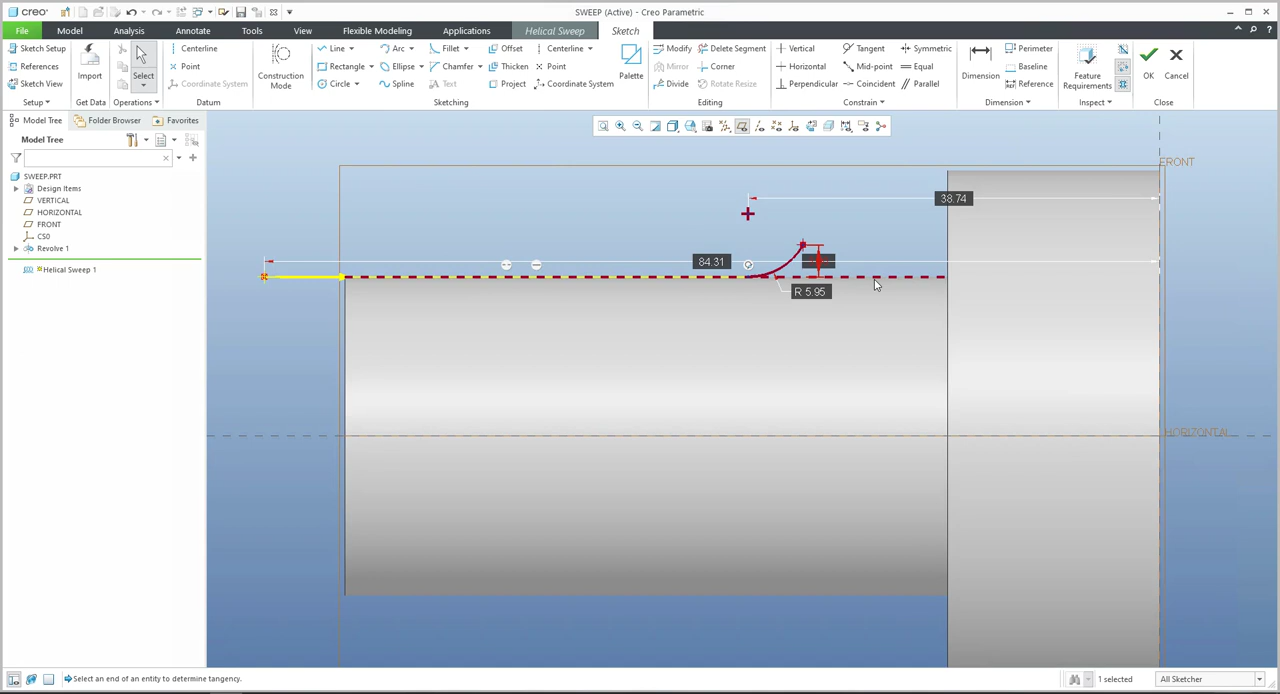 creo
SWEEP (Active) - Creo Parametric
File Model Analysis Annotate Tools View Flexible Modeling Applications Helical Sweep Sketch
Sketch Setup
References
Sketch View
Setup
Import
Get Data
Select
Operations
Centerline
Point
Coordinate System
Datum
Construction
Mode
Line Arc Fillet Offset Centerline
Rectangle Ellipse Chamfer Thicken Point
Circle Spline Text Project Coordinate System
Palette
Sketching
Modify Delete Segment
Mirror Corner
Divide Rotate Resize
Editing
Vertical Tangent Symmetric
Horizontal Mid-point Equal
Perpendicular Coincident Parallel
Constrain
Dimension
Perimeter
Baseline
Reference
Dimension
Feature
Requirements
Inspect
OK
Cancel
Close
Model Tree Folder Browser Favorites
Model Tree
SWEEP.PRT
Design Items
VERTICAL
HORIZONTAL
FRONT
CS0
Revolve 1
Helical Sweep 1
FRONT
38.74
84.31
R 5.95
HORIZONTAL
Select an end of an entity to determine tangency.
1 selected
All Sketcher